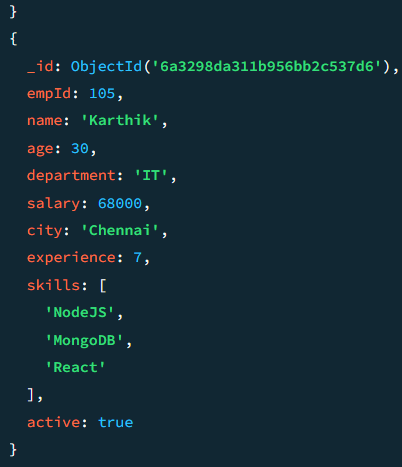 }
{
  _id: ObjectId('6a3298da311b956bb2c537d6'),
  empId: 105,
  name: 'Karthik',
  age: 30,
  department: 'IT',
  salary: 68000,
  city: 'Chennai',
  experience: 7,
  skills: [
    'NodeJS',
    'MongoDB',
    'React'
  ],
  active: true
}